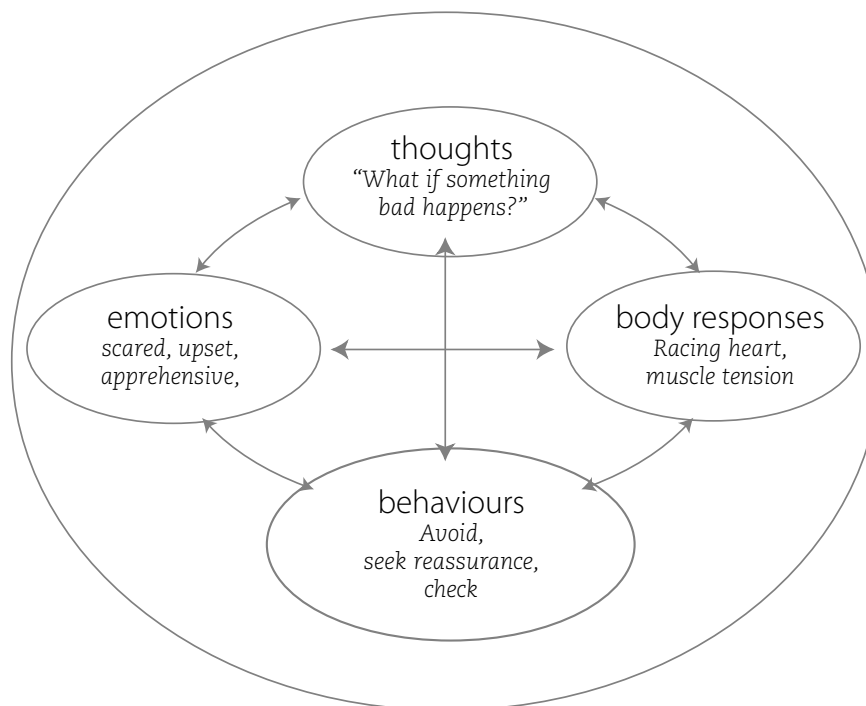 thoughts
“What if something
bad happens?”
emotions
scared, upset,
apprehensive,
body responses
Racing heart,
muscle tension
behaviours
Avoid,
seek reassurance,
check